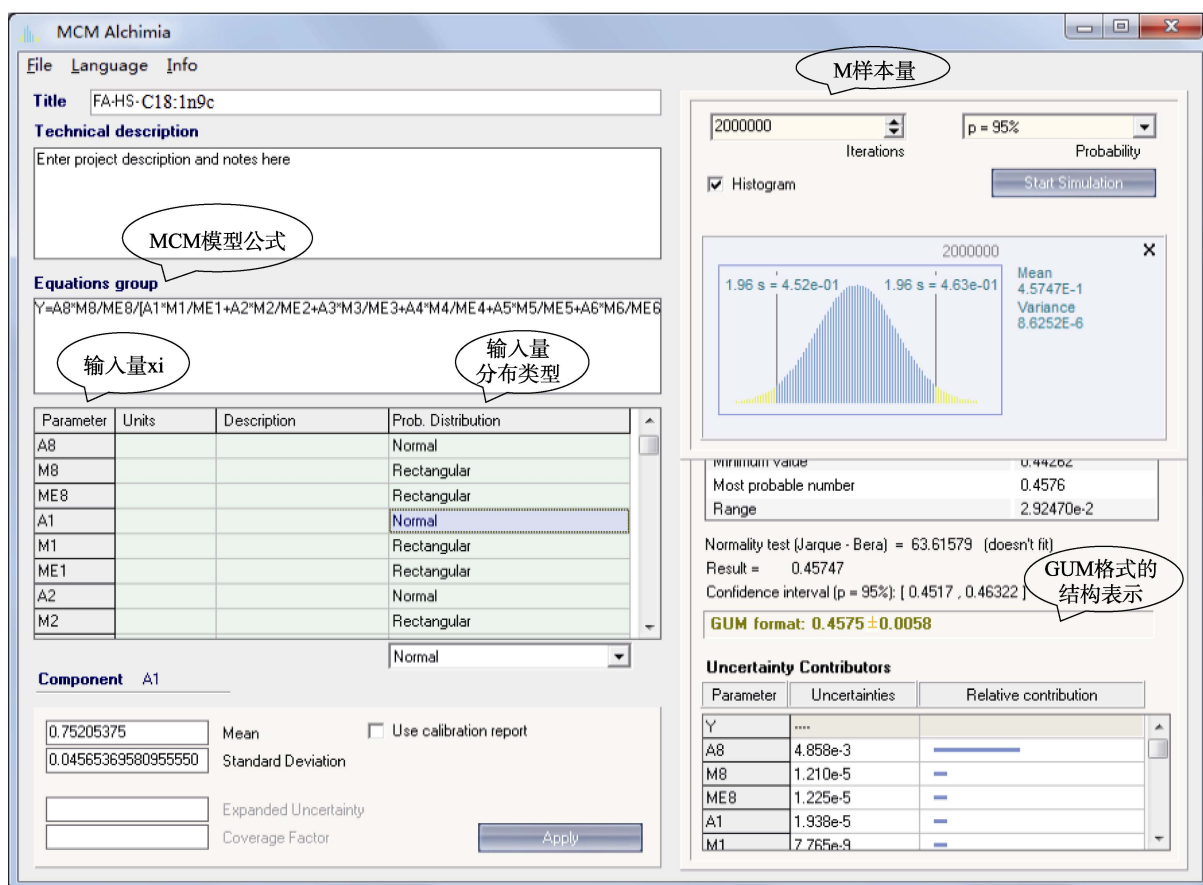 MCM Alchimia
File Language Info
Title FA-HS-C18:1n9c
Technical description
Enter project description and notes here
MCM模型公式
Equations group
Y=A8*M8/ME8/[A1*M1/ME1+A2*M2/ME2+A3*M3/ME3+A4*M4/ME4+A5*M5/ME5+A6*M6/ME6
输入量xi
输入量
分布类型
Parameter Units Description Prob. Distribution
A8 Normal
M8 Rectangular
ME8 Rectangular
A1 Normal
M1 Rectangular
ME1 Rectangular
A2 Normal
M2 Rectangular
Normal
Component A1
0.75205375 Mean Use calibration report
0.04565369580955550 Standard Deviation
Expanded Uncertainty
Coverage Factor Apply
M样本量
2000000 p = 95%
Iterations Probability
Histogram Start Simulation
2000000 X
1.96 s = 4.52e-01 1.96 s = 4.63e-01
Mean
4.5747E-1
Variance
8.6252E-6
Minimum value 0.44262
Most probable number 0.4576
Range 2.92470e-2
Normality test (Jarque - Bera) = 63.61579 (doesn't fit)
Result = 0.45747
Confidence interval (p = 95%): [ 0.4517 , 0.46322 ]
GUM格式的
结构表示
GUM format: 0.4575±0.0058
Uncertainty Contributors
Parameter Uncertainties Relative contribution
Y ----
A8 4.858e-3
M8 1.210e-5
ME8 1.225e-5
A1 1.938e-5
M1 7.765e-9